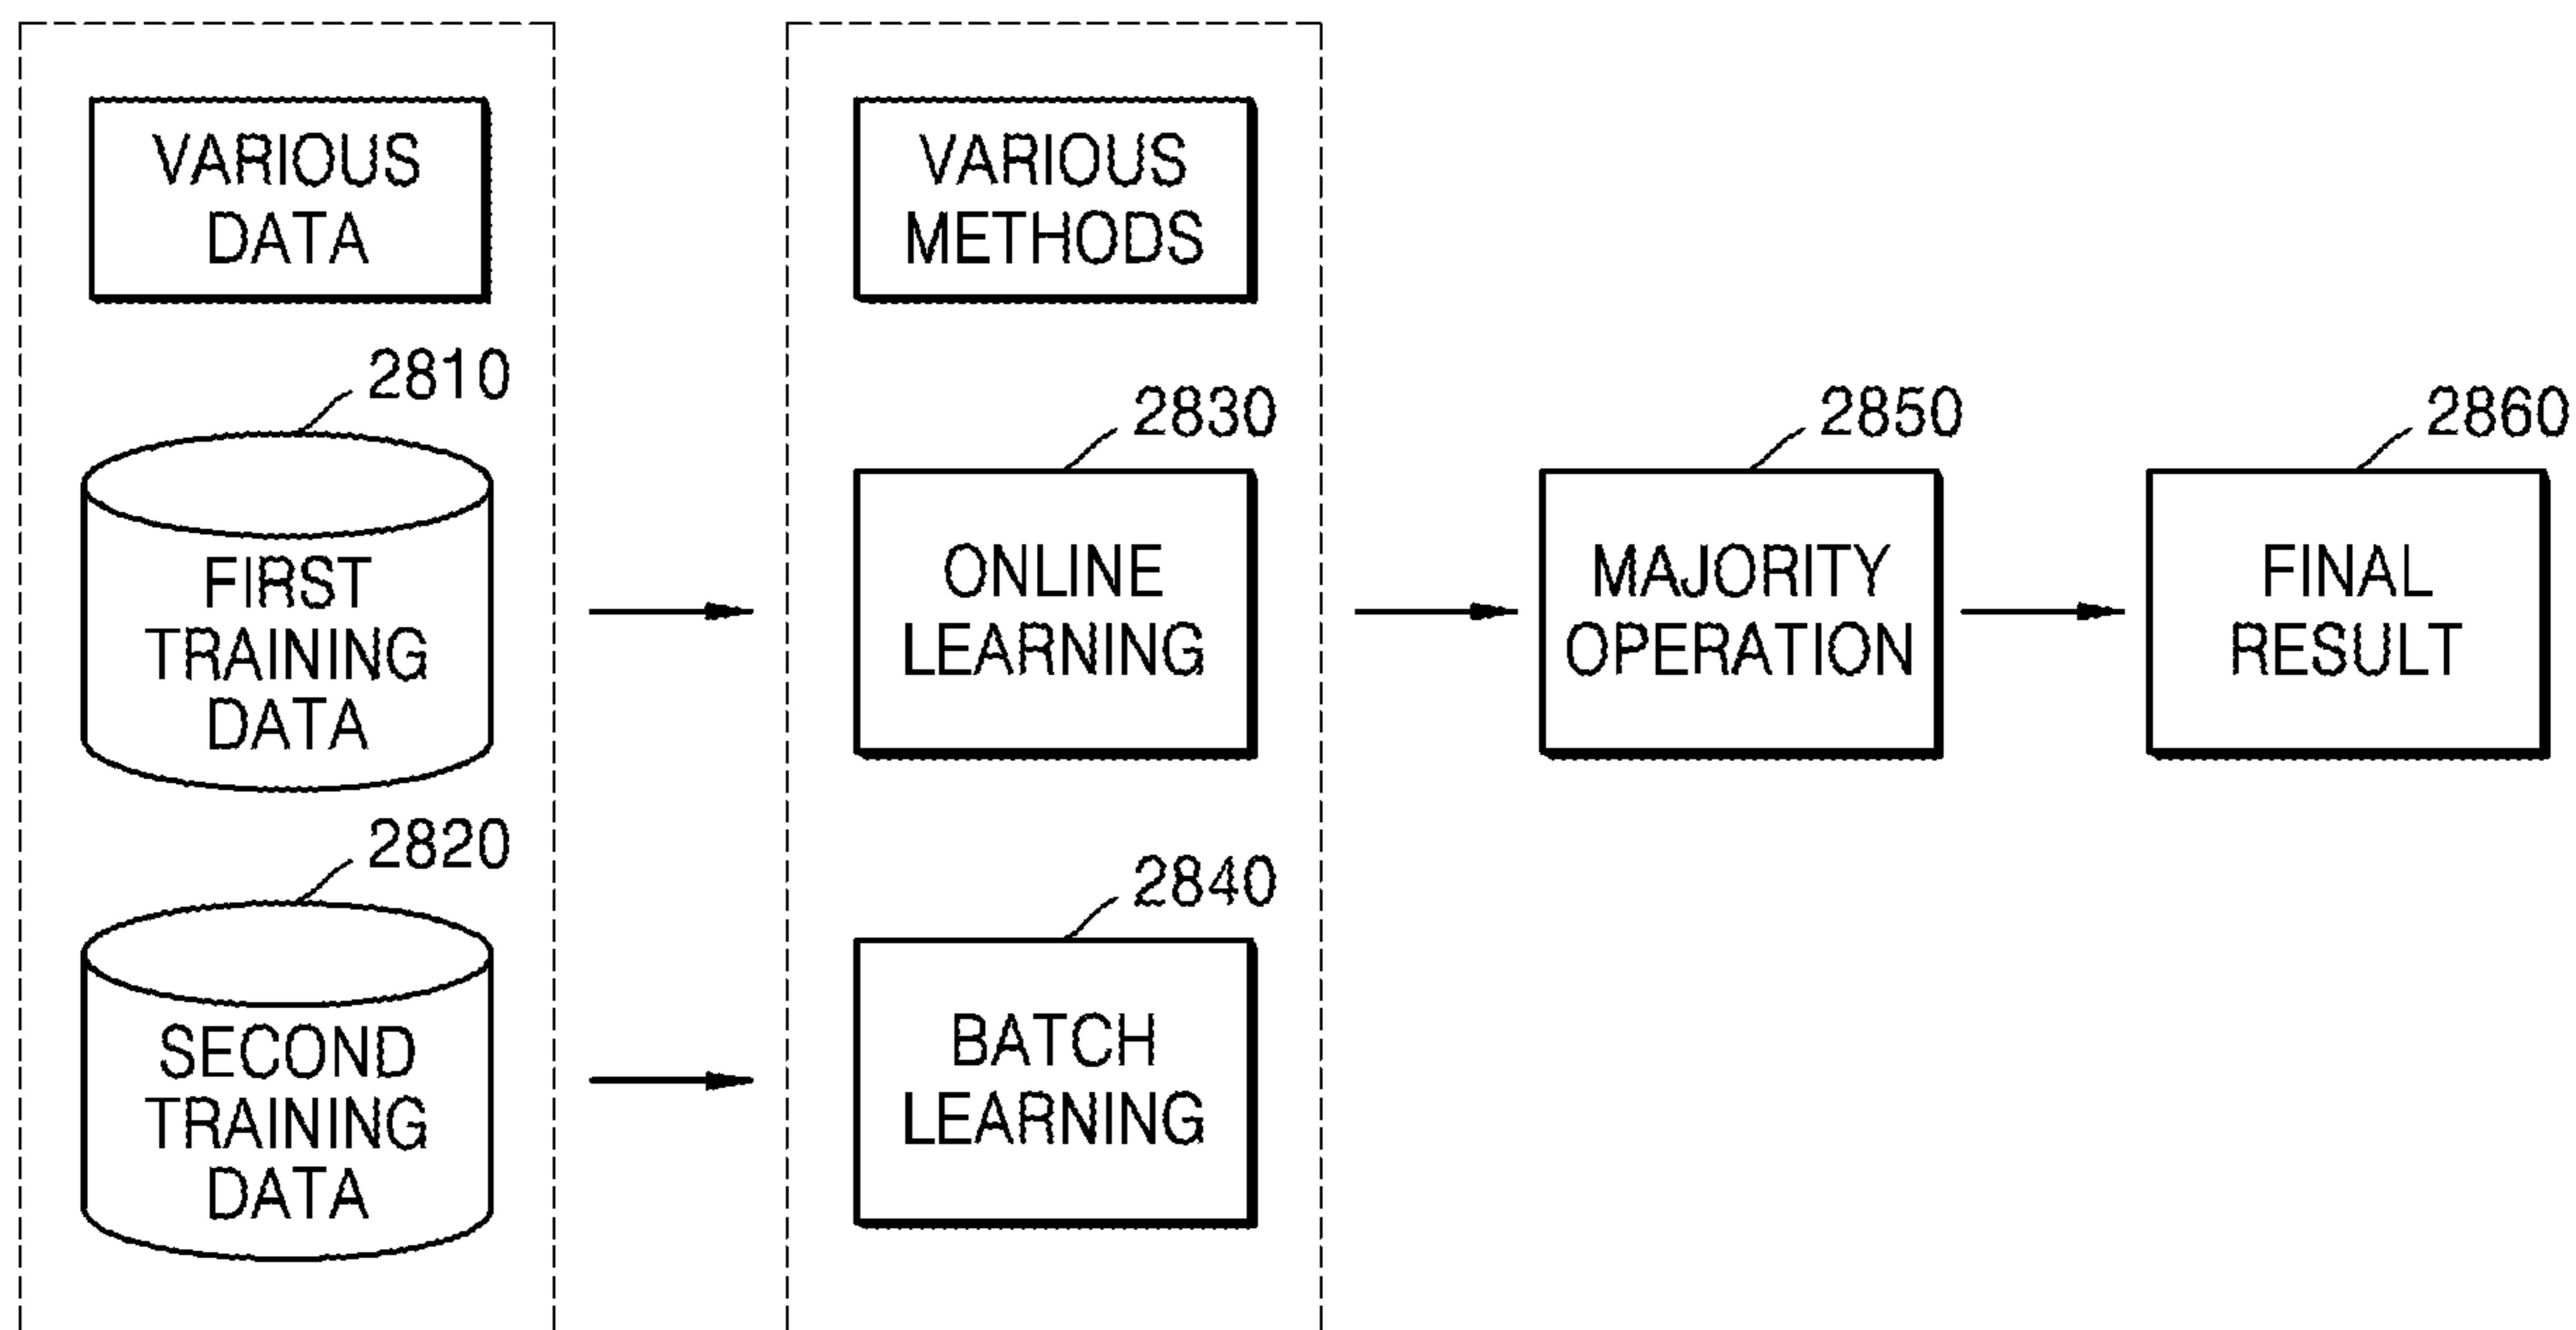 VARIOUS
DATA
2810
FIRST
TRAINING
DATA
2820
SECOND
TRAINING
DATA
VARIOUS
METHODS
2830
ONLINE
LEARNING
2840
BATCH
LEARNING
2850
MAJORITY
OPERATION
2860
FINAL
RESULT